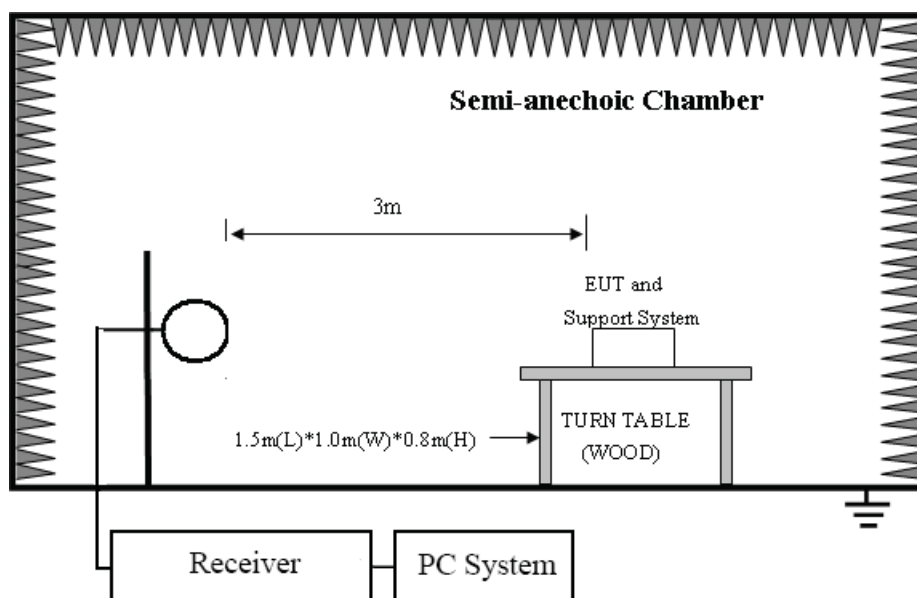 Semi-anechoic Chamber
3m
EUT and
Support System
1.5m(L)*1.0m(W)*0.8m(H)
TURN TABLE
(WOOD)
Receiver
PC System